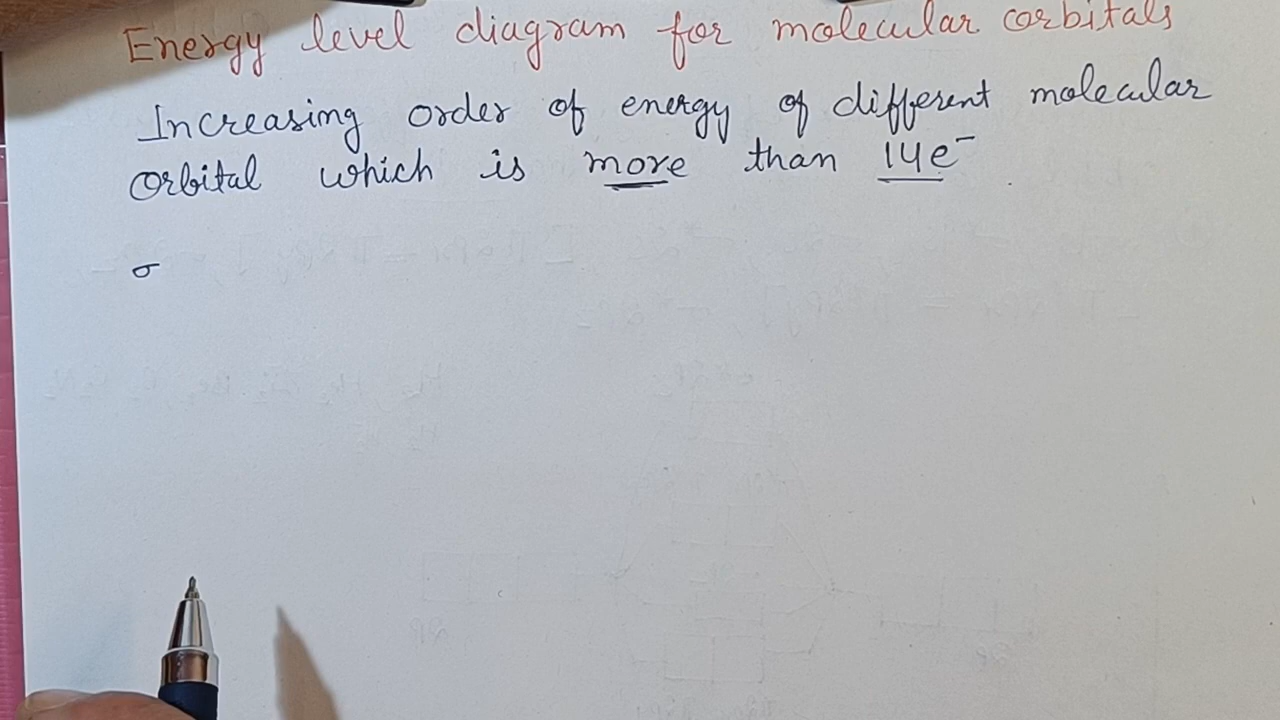 Energy level diagram for molecular orbitals
Increasing order of energy of different molecular
Orbital which is more than 14e⁻
σ